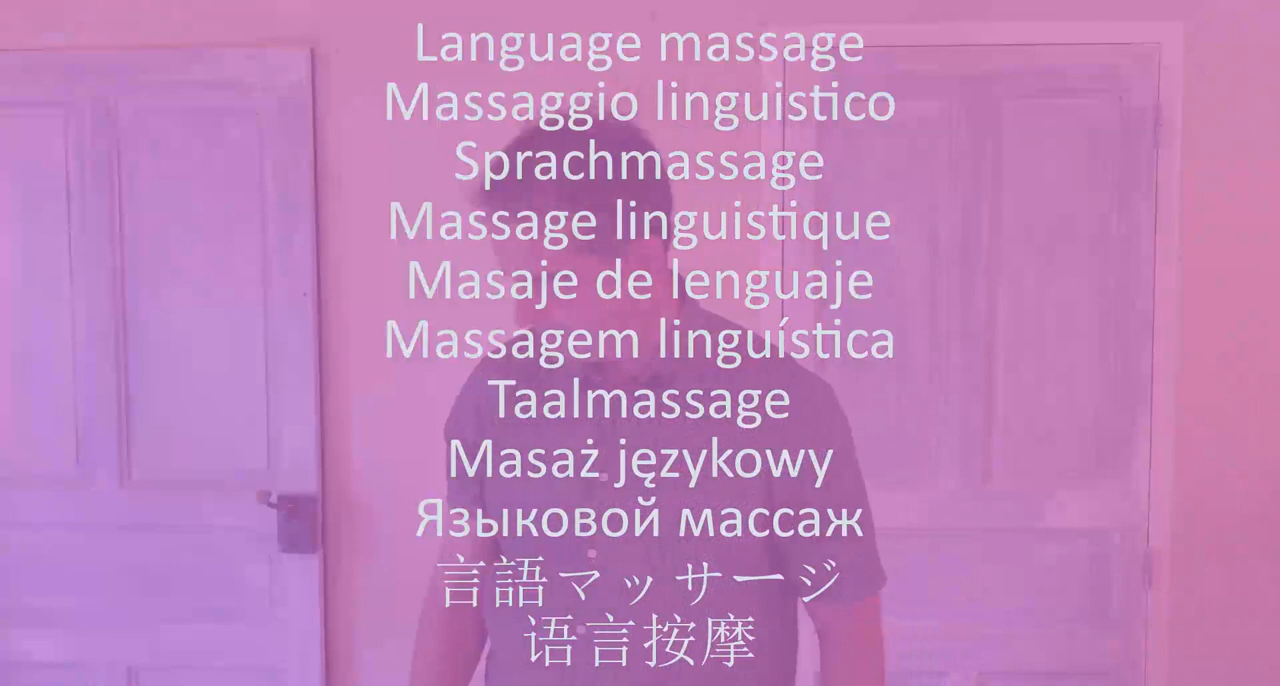 Language massage
Massaggio linguistico
Sprachmassage
Massage linguistique
Masaje de lenguaje
Massagem linguística
Taalmassage
Masaż językowy
Языковой массаж
言語マッサージ
语言按摩